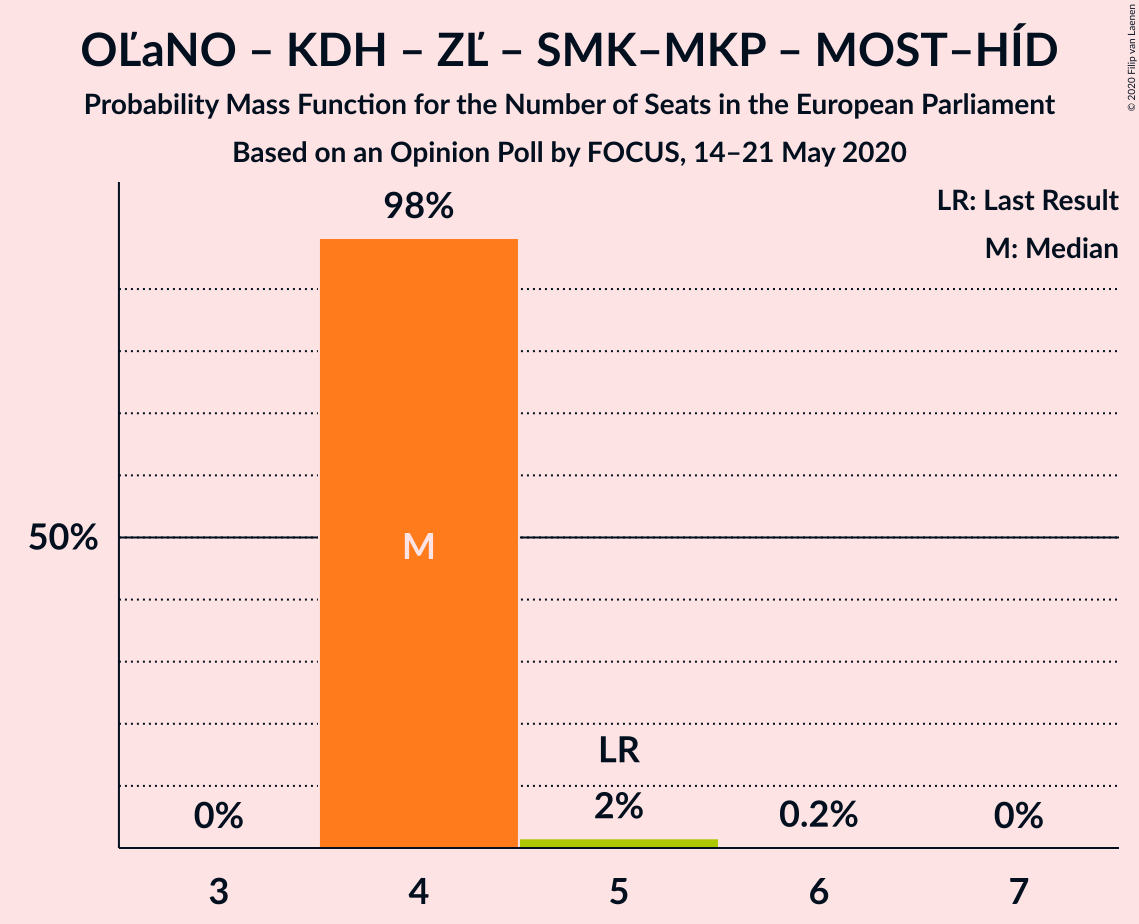 OĽaNO – KDH – ZĽ – SMK–MKP – MOST–HÍD
Probability Mass Function for the Number of Seats in the European Parliament
Based on an Opinion Poll by FOCUS, 14–21 May 2020
© 2020 Filip van Laenen
LR: Last Result
M: Median
98%
50%
M
LR
0%
2%
0.2%
0%
3
4
5
6
7